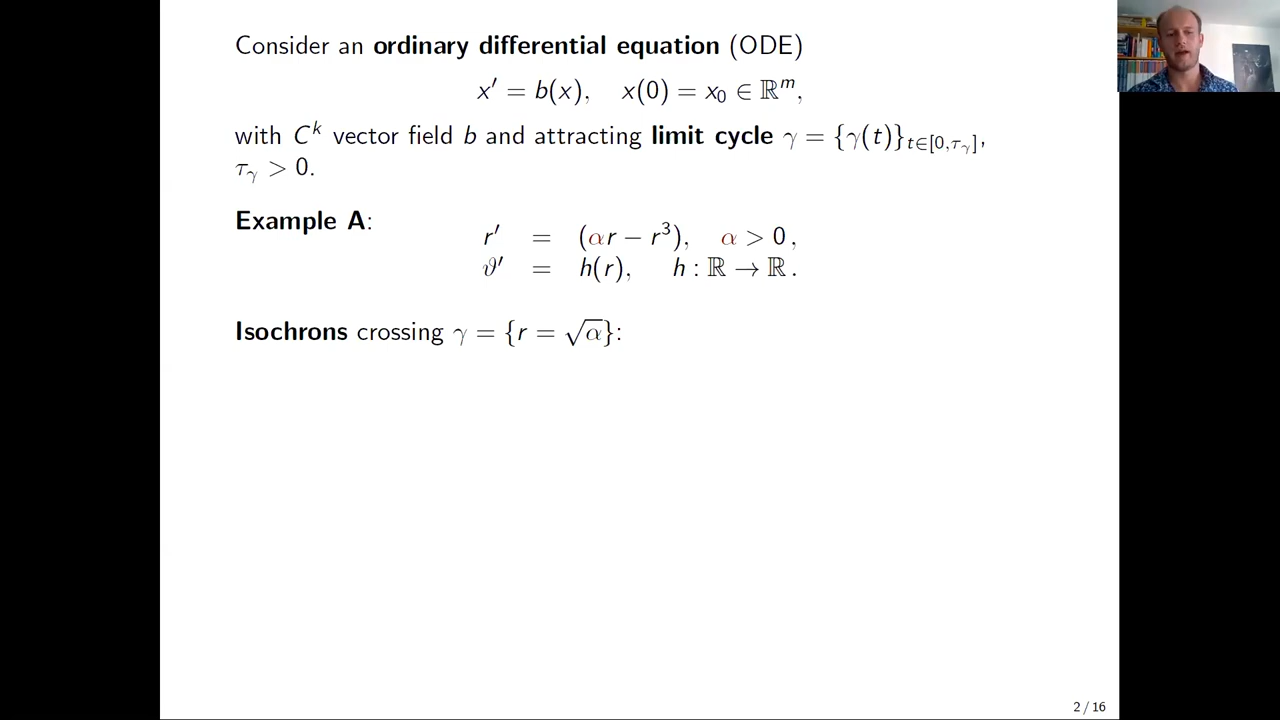 Consider an ordinary differential equation (ODE)
x′ = b(x), x(0) = x₀ ∈ ℝᵐ,
with Cᵏ vector field b and attracting limit cycle γ = {γ(t)}_{t∈[0,τ_γ]},
τ_γ > 0.
Example A:
r′ = (αr − r³), α > 0 ,
ϑ′ = h(r), h : ℝ → ℝ .
Isochrons crossing γ = {r = √α}:
2 / 16